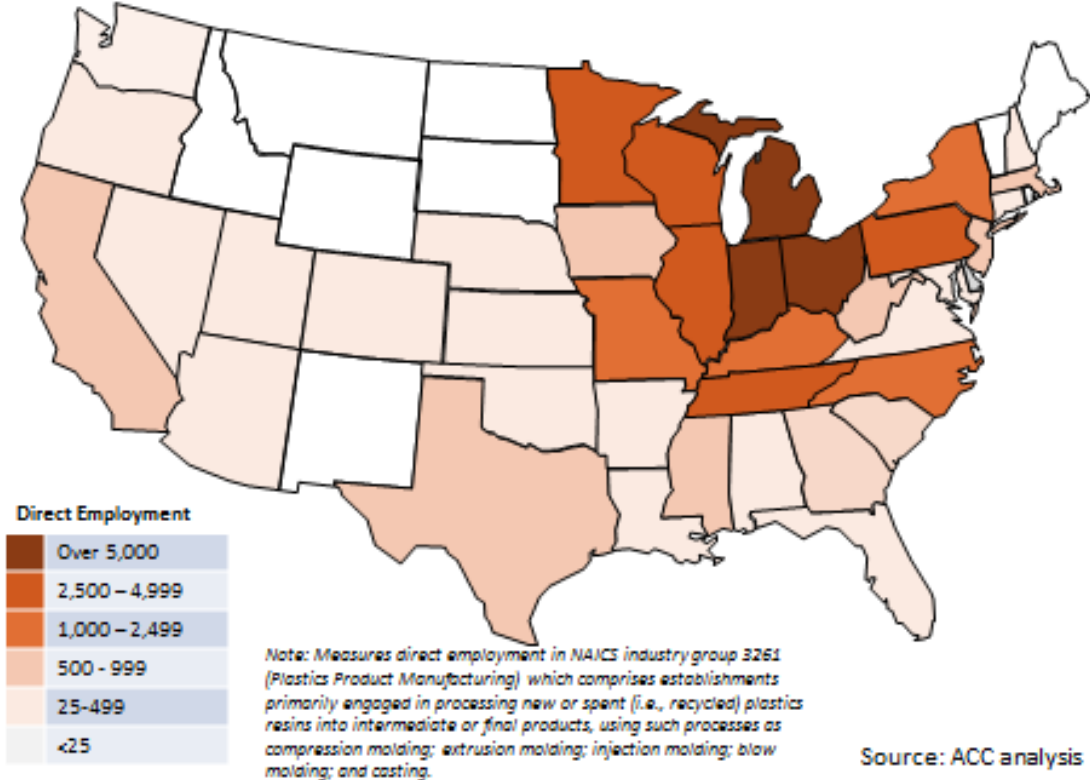 Direct Employment
Over 5,000
2,500 – 4,999
1,000 – 2,499
500 - 999
25-499
<25
Note: Measures direct employment in NAICS industry group 3261
(Plastics Product Manufacturing) which comprises establishments
primarily engaged in processing new or spent (i.e., recycled) plastics
resins into intermediate or final products, using such processes as
compression molding; extrusion molding; injection molding; blow
molding; and casting.
Source: ACC analysis